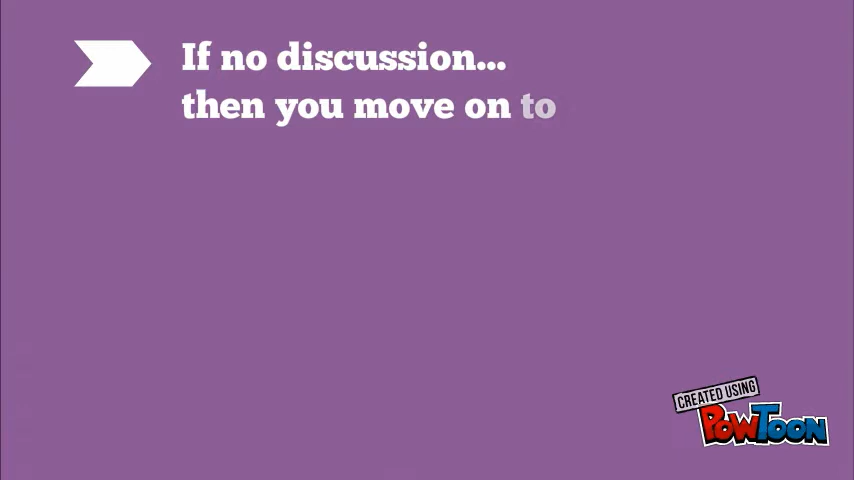 If no discussion...
then you move on to
CREATED USING
POWTOON